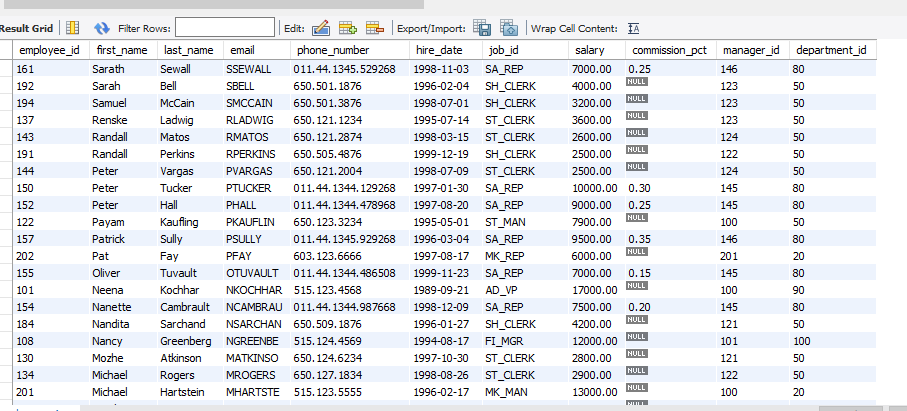 Result Grid Filter Rows: Edit: Export/Import: Wrap Cell Content: IA
employee_id first_name last_name email phone_number hire_date job_id salary commission_pct manager_id department_id
161 Sarath Sewall SSEWALL 011.44.1345.529268 1998-11-03 SA_REP 7000.00 0.25 146 80
192 Sarah Bell SBELL 650.501.1876 1996-02-04 SH_CLERK 4000.00 NULL 123 50
194 Samuel McCain SMCCAIN 650.501.3876 1998-07-01 SH_CLERK 3200.00 NULL 123 50
137 Renske Ladwig RLADWIG 650.121.1234 1995-07-14 ST_CLERK 3600.00 NULL 123 50
143 Randall Matos RMATOS 650.121.2874 1998-03-15 ST_CLERK 2600.00 NULL 124 50
191 Randall Perkins RPERKINS 650.505.4876 1999-12-19 SH_CLERK 2500.00 NULL 122 50
144 Peter Vargas PVARGAS 650.121.2004 1998-07-09 ST_CLERK 2500.00 NULL 124 50
150 Peter Tucker PTUCKER 011.44.1344.129268 1997-01-30 SA_REP 10000.00 0.30 145 80
152 Peter Hall PHALL 011.44.1344.478968 1997-08-20 SA_REP 9000.00 0.25 145 80
122 Payam Kaufling PKAUFLIN 650.123.3234 1995-05-01 ST_MAN 7900.00 NULL 100 50
157 Patrick Sully PSULLY 011.44.1345.929268 1996-03-04 SA_REP 9500.00 0.35 146 80
202 Pat Fay PFAY 603.123.6666 1997-08-17 MK_REP 6000.00 NULL 201 20
155 Oliver Tuvault OTUVAULT 011.44.1344.486508 1999-11-23 SA_REP 7000.00 0.15 145 80
101 Neena Kochhar NKOCHHAR 515.123.4568 1989-09-21 AD_VP 17000.00 NULL 100 90
154 Nanette Cambrault NCAMBRAU 011.44.1344.987668 1998-12-09 SA_REP 7500.00 0.20 145 80
184 Nandita Sarchand NSARCHAN 650.509.1876 1996-01-27 SH_CLERK 4200.00 NULL 121 50
108 Nancy Greenberg NGREENBE 515.124.4569 1994-08-17 FI_MGR 12000.00 NULL 101 100
130 Mozhe Atkinson MATKINSO 650.124.6234 1997-10-30 ST_CLERK 2800.00 NULL 121 50
134 Michael Rogers MROGERS 650.127.1834 1998-08-26 ST_CLERK 2900.00 NULL 122 50
201 Michael Hartstein MHARTSTE 515.123.5555 1996-02-17 MK_MAN 13000.00 NULL 100 20